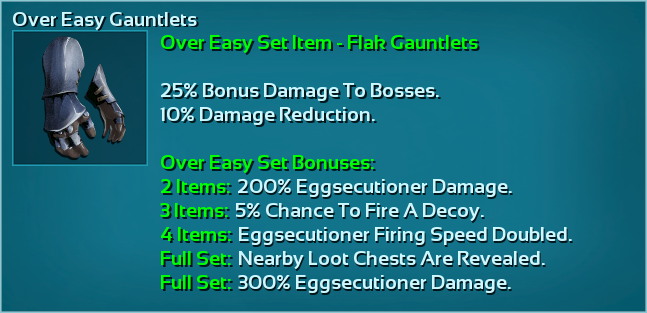 Over Easy Gauntlets
Over Easy Set Item - Flak Gauntlets
25% Bonus Damage To Bosses.
10% Damage Reduction.
Over Easy Set Bonuses:
2 Items: 200% Eggsecutioner Damage.
3 Items: 5% Chance To Fire A Decoy.
4 Items: Eggsecutioner Firing Speed Doubled.
Full Set: Nearby Loot Chests Are Revealed.
Full Set: 300% Eggsecutioner Damage.